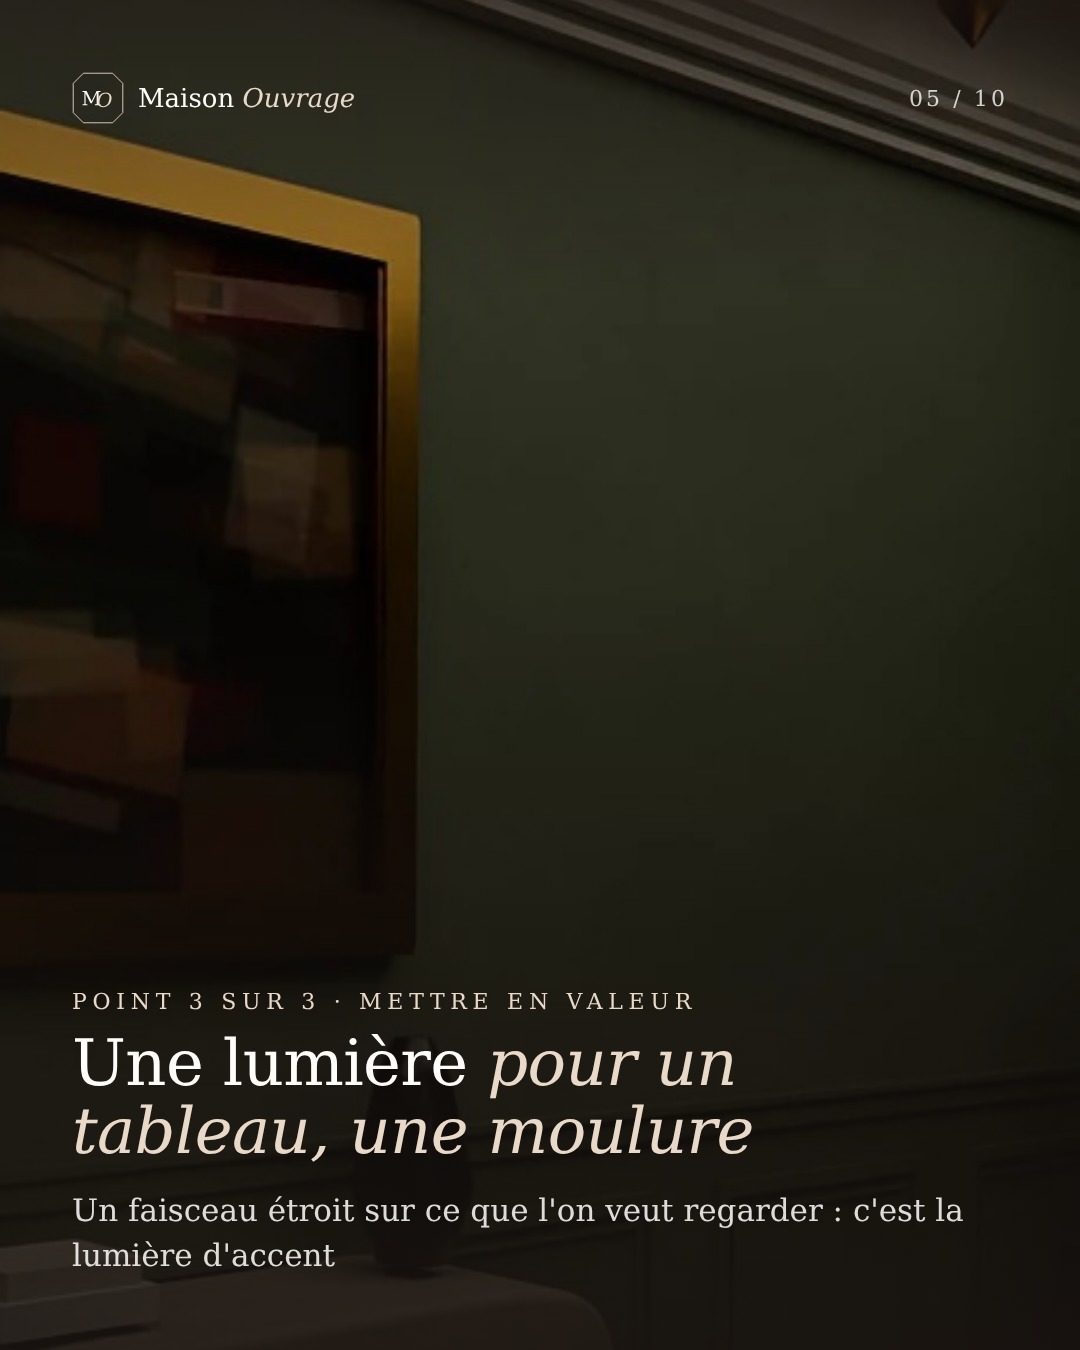 MO Maison Ouvrage
05 / 10
POINT 3 SUR 3 · METTRE EN VALEUR
Une lumière pour un
tableau, une moulure
Un faisceau étroit sur ce que l'on veut regarder : c'est la
lumière d'accent